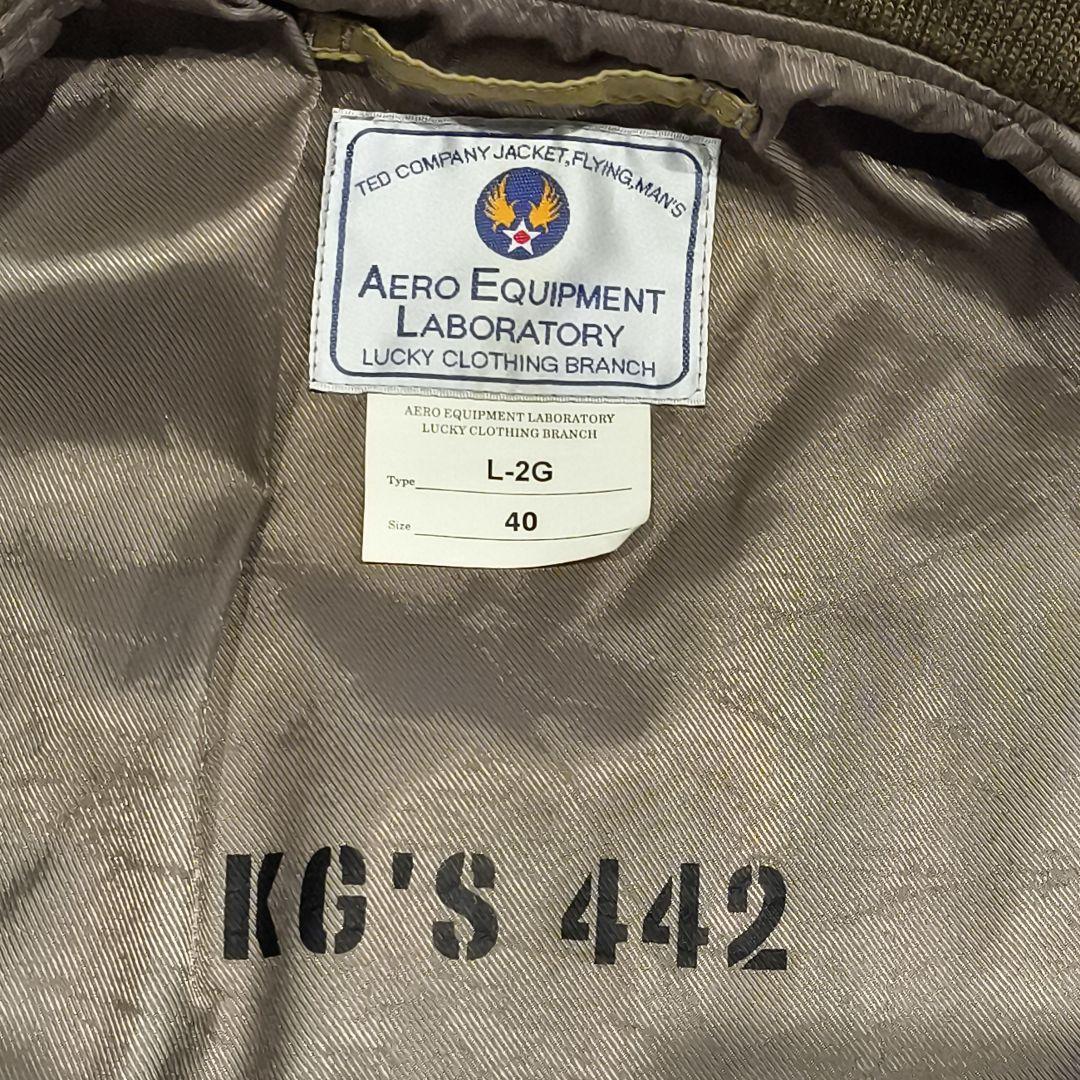 TED COMPANY JACKET, FLYING, MAN'S
AERO EQUIPMENT
LABORATORY
LUCKY CLOTHING BRANCH
AERO EQUIPMENT LABORATORY
LUCKY CLOTHING BRANCH
Type L-2G
Size 40
KG'S 442